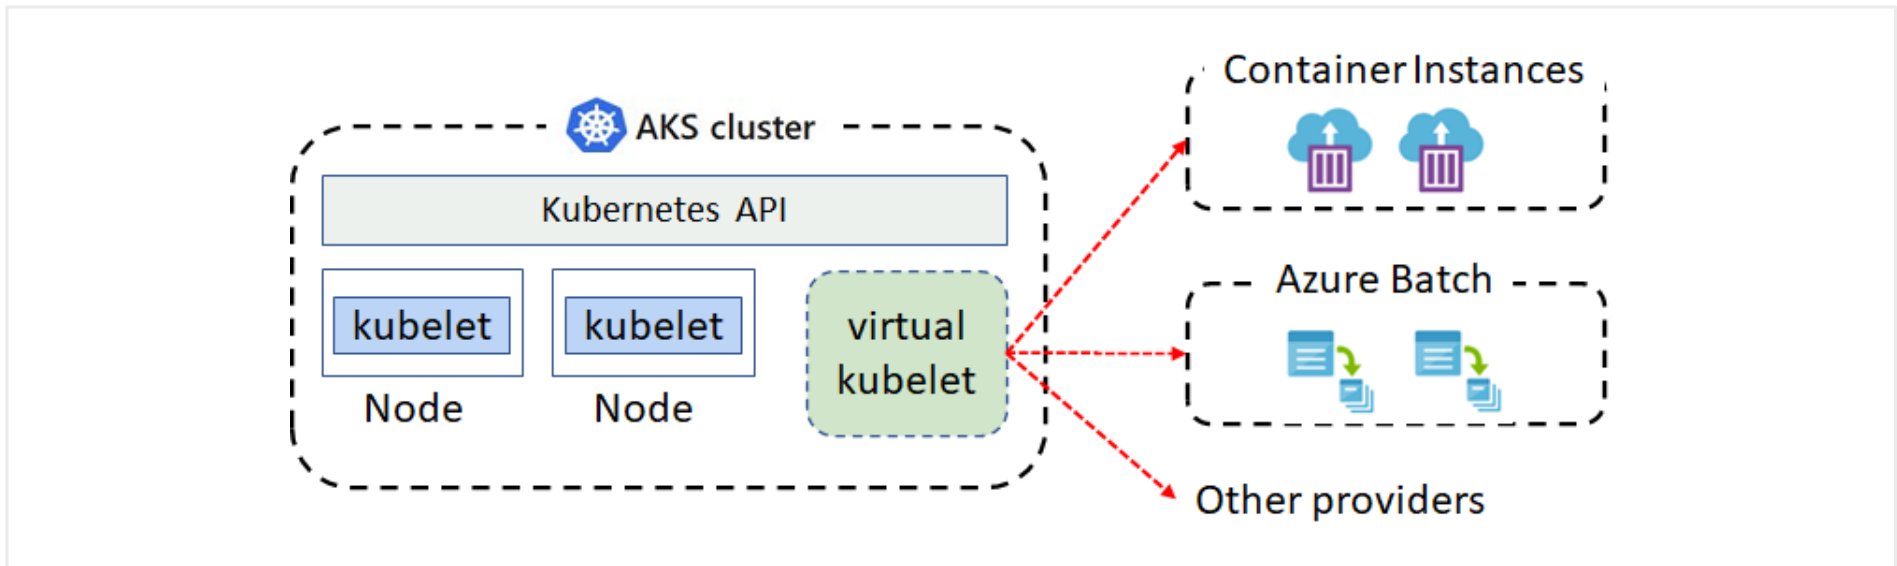 AKS cluster
Kubernetes API
kubelet
Node
kubelet
Node
virtual
kubelet
Container Instances
Azure Batch
Other providers